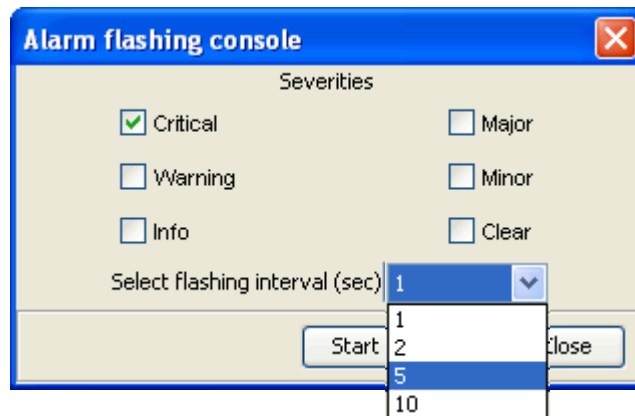 Alarm flashing console
Severities
Critical Major
Warning Minor
Info Clear
Select flashing interval (sec) 1
1
Start 2 Close
5
10